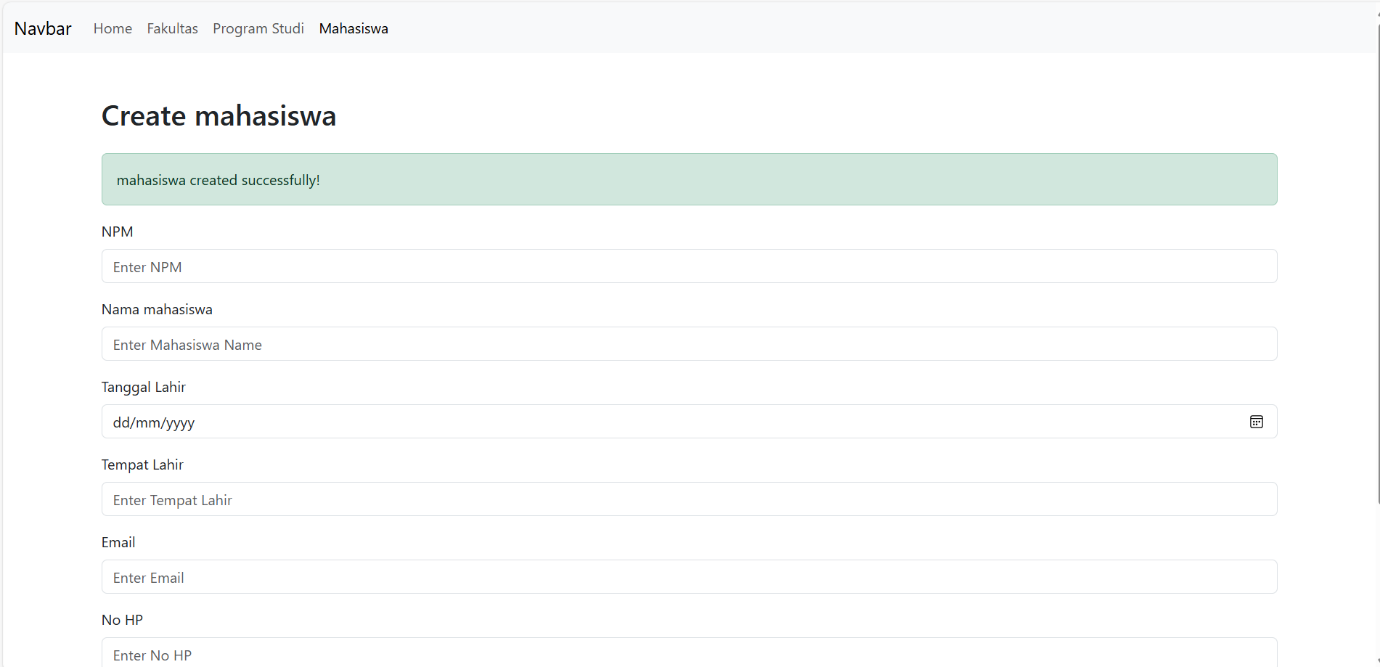 Navbar Home Fakultas Program Studi Mahasiswa
Create mahasiswa
mahasiswa created successfully!
NPM
Enter NPM
Nama mahasiswa
Enter Mahasiswa Name
Tanggal Lahir
dd/mm/yyyy
Tempat Lahir
Enter Tempat Lahir
Email
Enter Email
No HP
Enter No HP